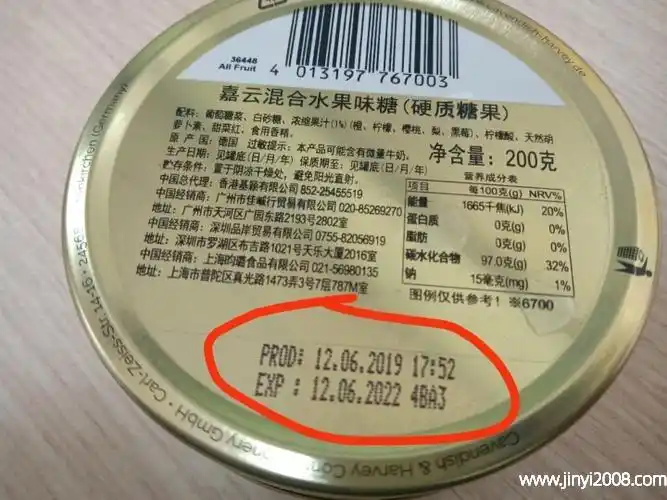 cavendish-harvey.de
36448
All Fruit
4 013197 767003
嘉云混合水果味糖(硬质糖果)
配料: 葡萄糖浆、白砂糖、浓缩果汁(1%)(橙、柠檬、樱桃、梨、黑莓)、柠檬酸、天然胡
萝卜素、甜菜红、食用香精。
原 产 国: 德国 过敏提示: 本产品可能含有微量牛奶。
净含量: 200克
生产日期: 见罐底(日/月/年) 保质期至: 见罐底(日/月/年)
贮存条件: 置于阴凉干燥处, 避免阳光直射。
中国总代理: 香港基颖有限公司 852-25455519
中国经销商: 广州市佳嵘行贸易有限公司 020-85269270
地址: 广州市天河区广园东路2193号2802室
中国经销商: 深圳品岸贸易有限公司 0755-82056919
地址: 深圳市罗湖区布吉路1021号天乐大厦2016室
中国经销商: 上海昀璐食品有限公司 021-56980135
地址: 上海市普陀区真光路1473弄3号7层787M室
营养成分表
项目 每100克(g) NRV%
能量 1665千焦(kJ) 20%
蛋白质 0克(g) 0%
脂肪 0克(g) 0%
碳水化合物 97.0克(g) 32%
钠 15毫克(mg) 1%
图例仅供参考! ※6700
PROD: 12.06.2019 17:52
EXP : 12.06.2022 4BA3
Cavendish & Harvey Con
nery GmbH • Carl-Zeiss-Str. 14-16 • 2456
nkirchen (Germany)
www.jinyi2008.com